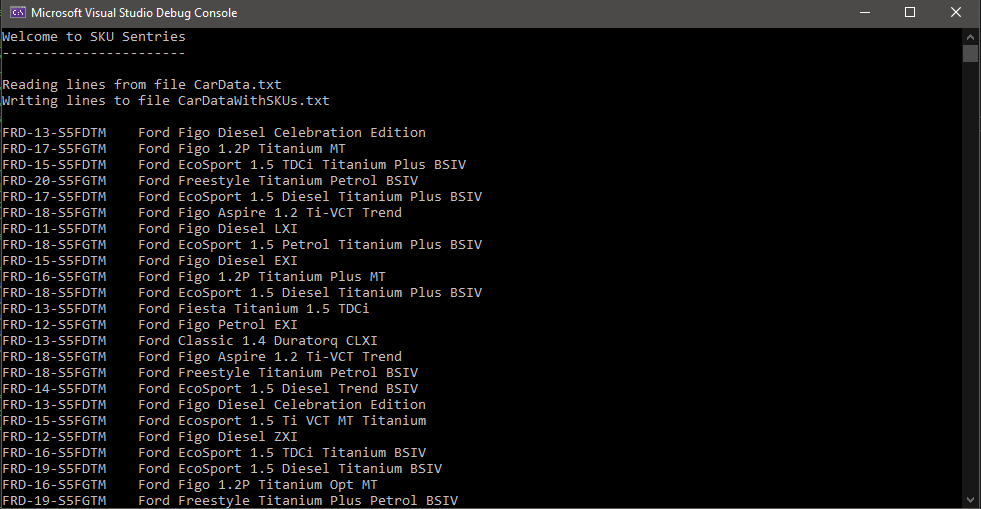 Microsoft Visual Studio Debug Console
Welcome to SKU Sentries
-----------------------
Reading lines from file CarData.txt
Writing lines to file CarDataWithSKUs.txt
FRD-13-S5FDTM    Ford Figo Diesel Celebration Edition
FRD-17-S5FGTM    Ford Figo 1.2P Titanium MT
FRD-15-S5FDTM    Ford EcoSport 1.5 TDCi Titanium Plus BSIV
FRD-20-S5FGTM    Ford Freestyle Titanium Petrol BSIV
FRD-17-S5FDTM    Ford EcoSport 1.5 Diesel Titanium Plus BSIV
FRD-18-S5FGTM    Ford Figo Aspire 1.2 Ti-VCT Trend
FRD-11-S5FDTM    Ford Figo Diesel LXI
FRD-18-S5FGTM    Ford EcoSport 1.5 Petrol Titanium Plus BSIV
FRD-15-S5FDTM    Ford Figo Diesel EXI
FRD-16-S5FGTM    Ford Figo 1.2P Titanium Plus MT
FRD-18-S5FDTM    Ford EcoSport 1.5 Diesel Titanium Plus BSIV
FRD-13-S5FDTM    Ford Fiesta Titanium 1.5 TDCi
FRD-12-S5FGTM    Ford Figo Petrol EXI
FRD-13-S5FDTM    Ford Classic 1.4 Duratorq CLXI
FRD-18-S5FGTM    Ford Figo Aspire 1.2 Ti-VCT Trend
FRD-18-S5FGTM    Ford Freestyle Titanium Petrol BSIV
FRD-14-S5FDTM    Ford EcoSport 1.5 Diesel Trend BSIV
FRD-13-S5FDTM    Ford Figo Diesel Celebration Edition
FRD-15-S5FGTM    Ford Ecosport 1.5 Ti VCT MT Titanium
FRD-12-S5FDTM    Ford Figo Diesel ZXI
FRD-16-S5FDTM    Ford EcoSport 1.5 TDCi Titanium BSIV
FRD-19-S5FDTM    Ford EcoSport 1.5 Diesel Titanium BSIV
FRD-16-S5FGTM    Ford Figo 1.2P Titanium Opt MT
FRD-19-S5FGTM    Ford Freestyle Titanium Plus Petrol BSIV